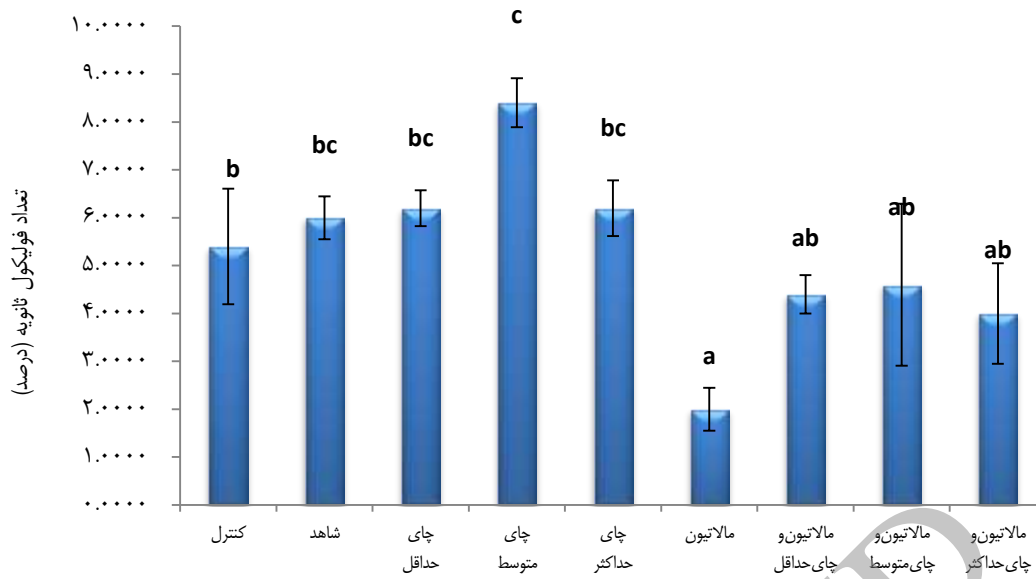 ۱۰.۰۰۰۰
۹.۰۰۰۰
۸.۰۰۰۰
۷.۰۰۰۰
۶.۰۰۰۰
۵.۰۰۰۰
۴.۰۰۰۰
۳.۰۰۰۰
۲.۰۰۰۰
۱.۰۰۰۰
۰.۰۰۰۰
تعداد فولیکول ثانویه (درصد)
b
bc
bc
c
bc
a
ab
ab
ab
کنترل
شاهد
چای
حداقل
چای
متوسط
چای
حداکثر
مالاتیون
مالاتیون‌و
چای‌حداقل
مالاتیون‌و
چای‌متوسط
مالاتیون‌و
چای‌حداکثر